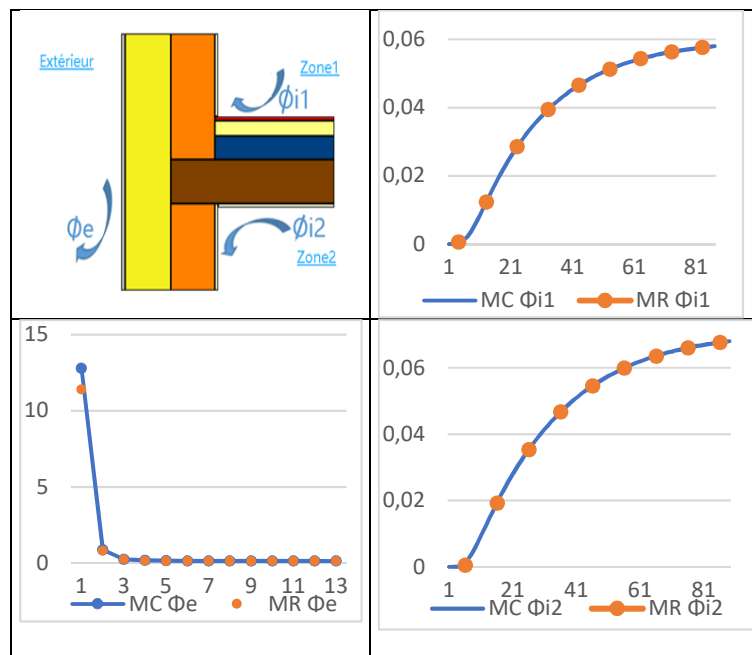 Extérieur
Zone1
Φi1
Φe
Φi2
Zone2
0,06
0,04
0,02
0
1 21 41 61 81
MC Φi1 MR Φi1
15
10
5
0
1 3 5 7 9 11 13
MC Φe MR Φe
0,06
0,04
0,02
0
1 21 41 61 81
MC Φi2 MR Φi2